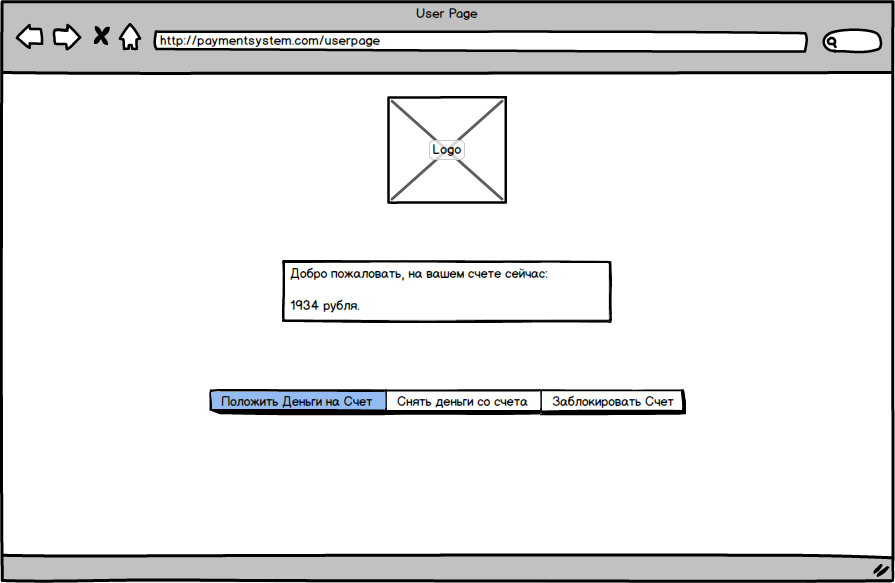 User Page
http://paymentsystem.com/userpage
Logo
Добро пожаловать, на вашем счете сейчас:
1934 рубля.
Положить Деньги на Счет
Снять деньги со счета
Заблокировать Счет